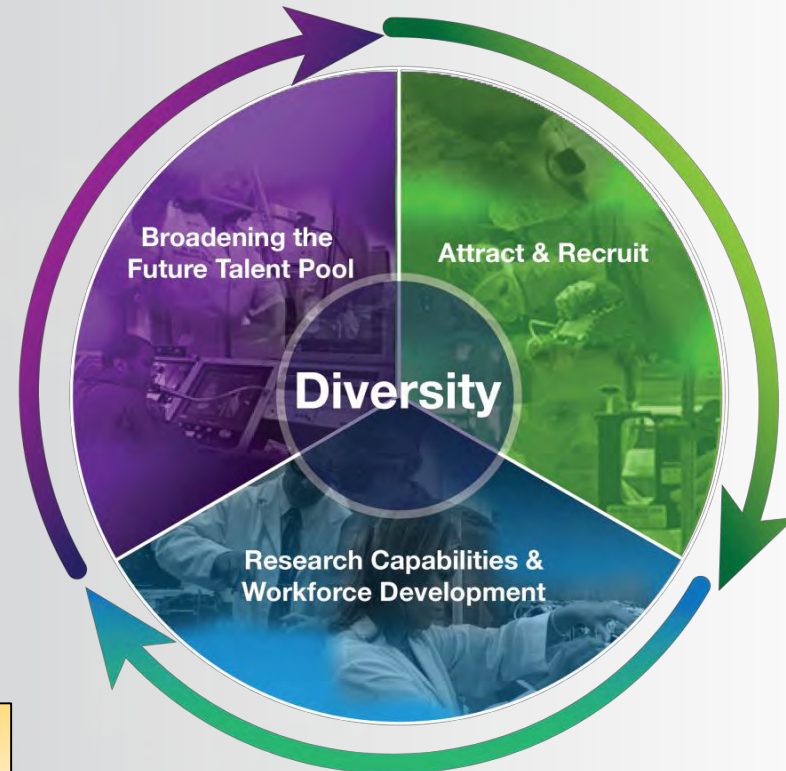 Broadening the
Future Talent Pool
Attract & Recruit
Diversity
Research Capabilities &
Workforce Development